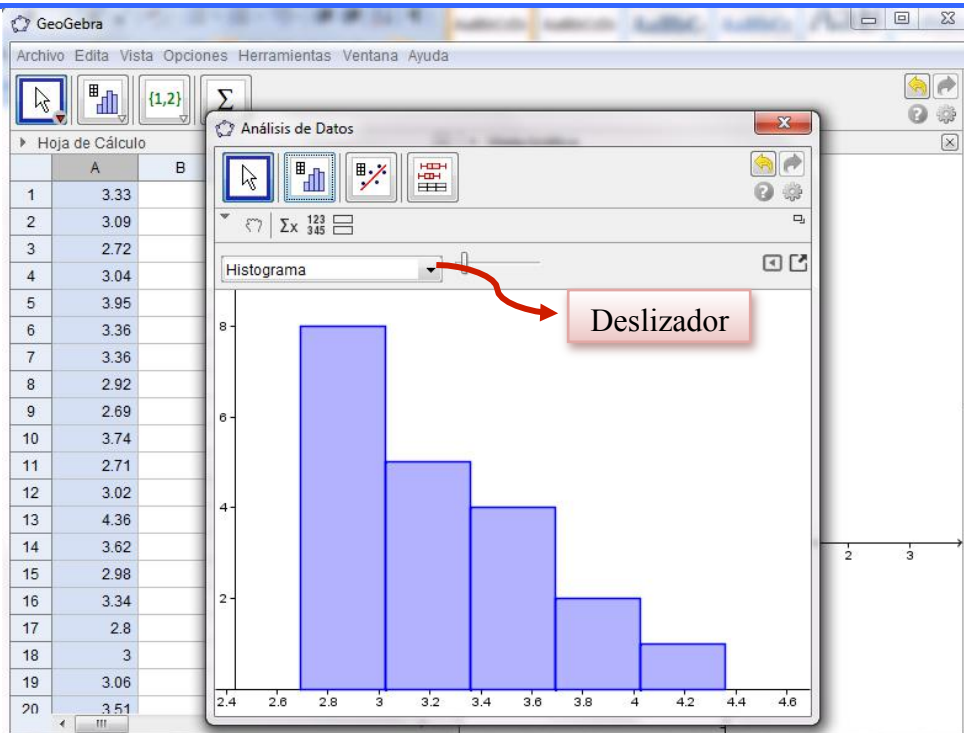 GeoGebra
Archivo Edita Vista Opciones Herramientas Ventana Ayuda
{1,2} Σ
Hoja de Cálculo
A B
1 3.33
2 3.09
3 2.72
4 3.04
5 3.95
6 3.36
7 3.36
8 2.92
9 2.69
10 3.74
11 2.71
12 3.02
13 4.36
14 3.62
15 2.98
16 3.34
17 2.8
18 3
19 3.06
20 3.51
Análisis de Datos
Σx 123
345
Histograma
Deslizador
8
6
4
2
2.4 2.6 2.8 3 3.2 3.4 3.6 3.8 4 4.2 4.4 4.6
2 3